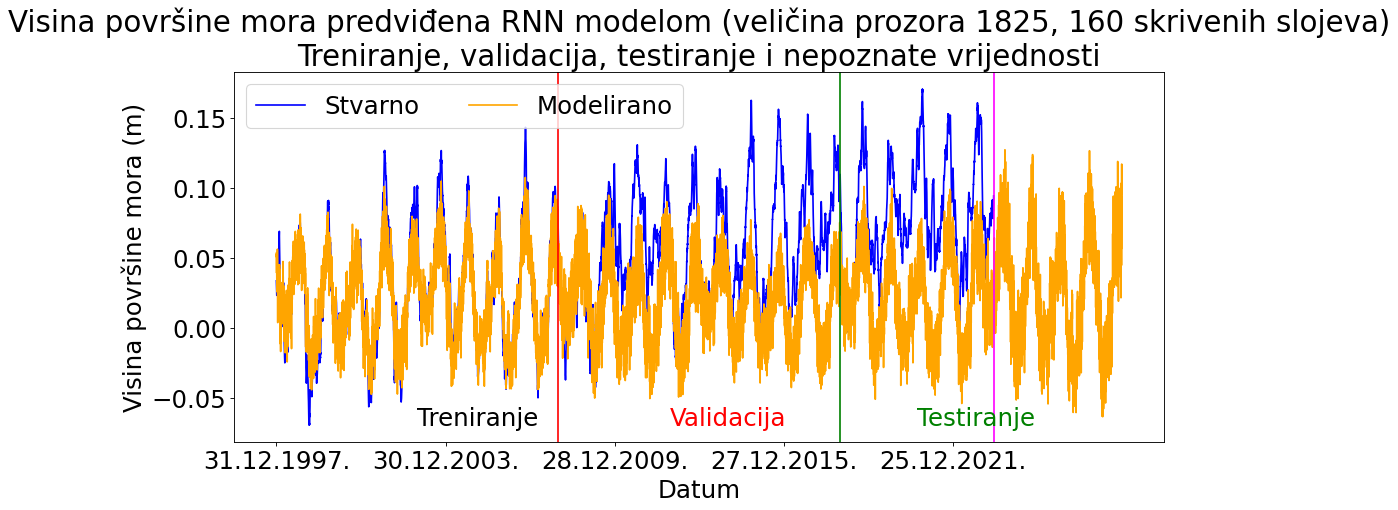 Visina površine mora predviđena RNN modelom (veličina prozora 1825, 160 skrivenih slojeva)
Treniranje, validacija, testiranje i nepoznate vrijednosti
Stvarno Modelirano
Visina površine mora (m)
0.15
0.10
0.05
0.00
−0.05
Treniranje Validacija Testiranje
31.12.1997. 30.12.2003. 28.12.2009. 27.12.2015. 25.12.2021.
Datum